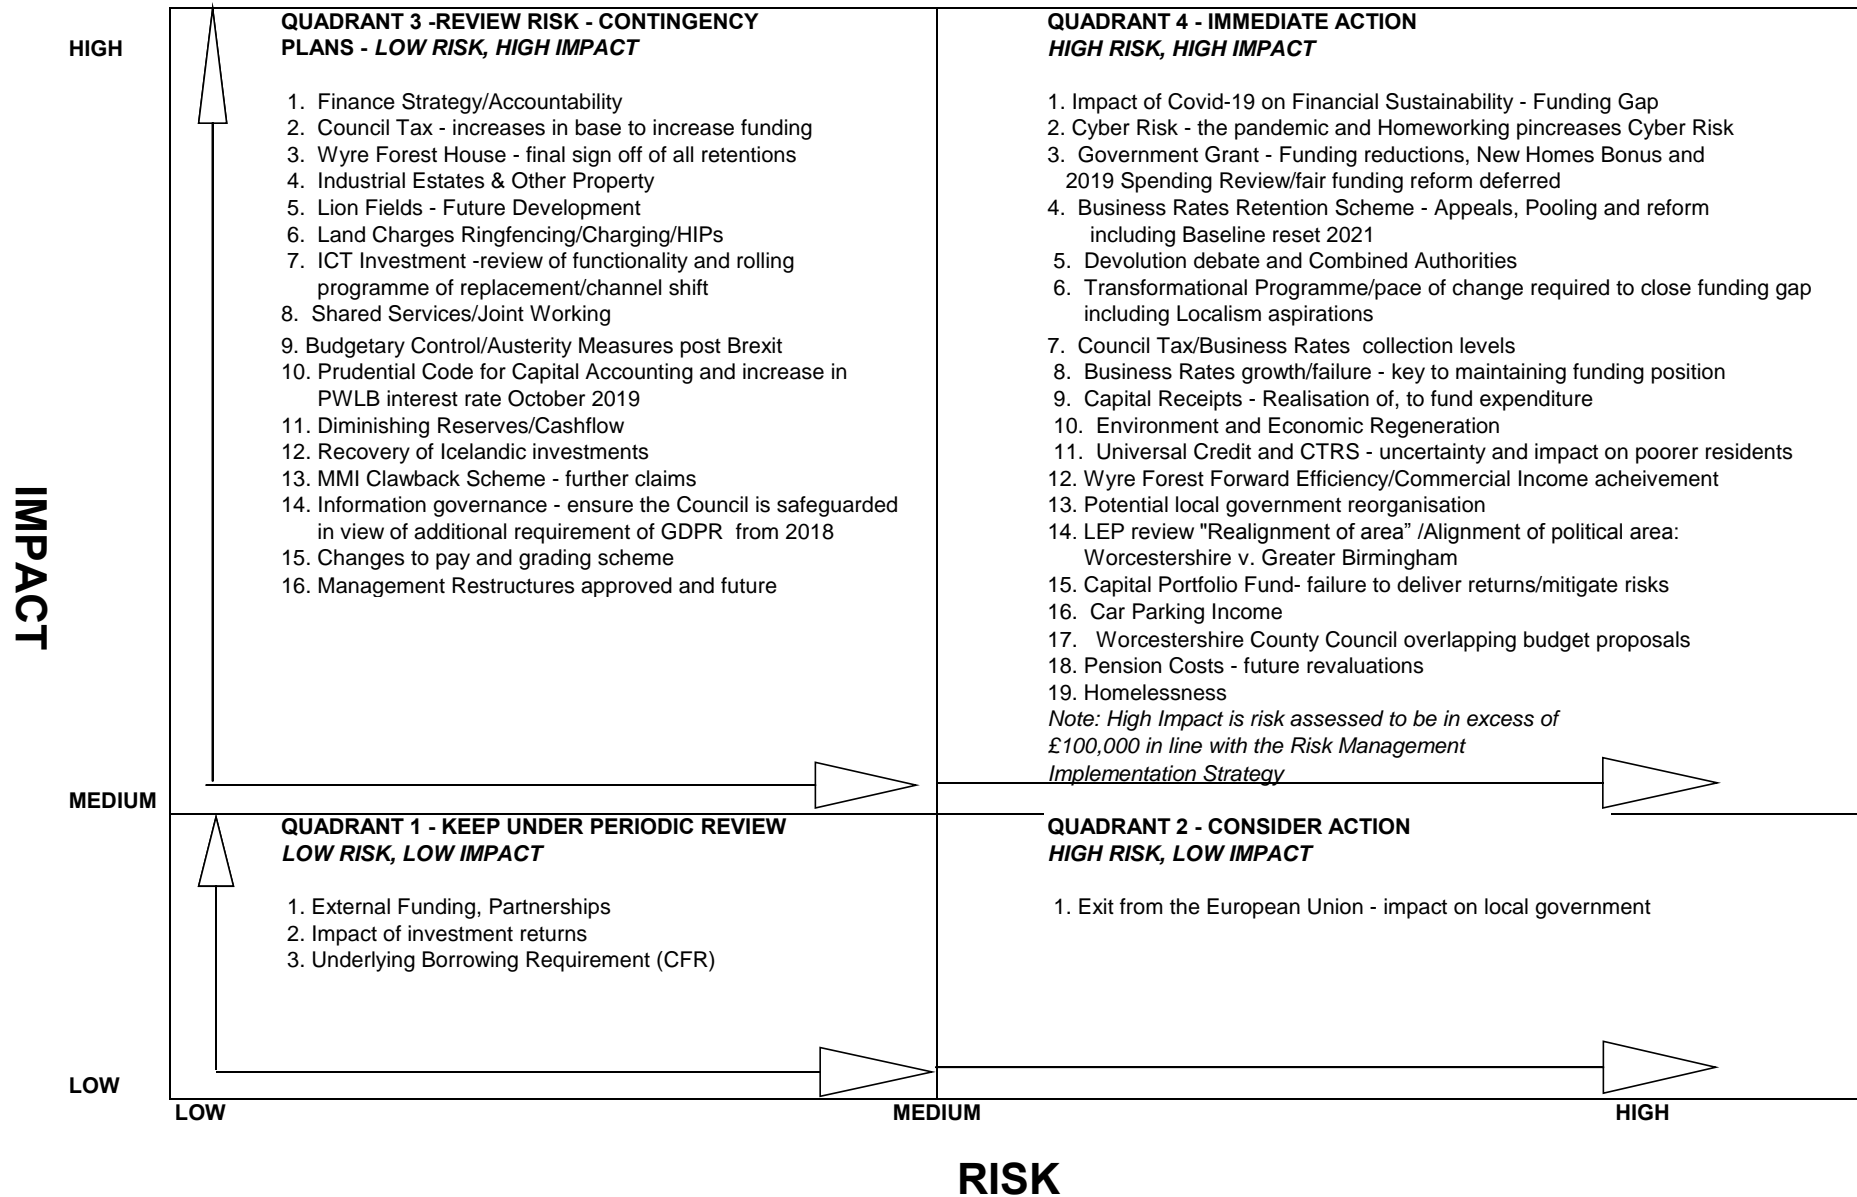 HIGH
QUADRANT 3 -REVIEW RISK - CONTINGENCY
PLANS - LOW RISK, HIGH IMPACT
1. Finance Strategy/Accountability
2. Council Tax - increases in base to increase funding
3. Wyre Forest House - final sign off of all retentions
4. Industrial Estates & Other Property
5. Lion Fields - Future Development
6. Land Charges Ringfencing/Charging/HIPs
7. ICT Investment -review of functionality and rolling
programme of replacement/channel shift
8. Shared Services/Joint Working
9. Budgetary Control/Austerity Measures post Brexit
10. Prudential Code for Capital Accounting and increase in
PWLB interest rate October 2019
11. Diminishing Reserves/Cashflow
12. Recovery of Icelandic investments
13. MMI Clawback Scheme - further claims
14. Information governance - ensure the Council is safeguarded
in view of additional requirement of GDPR from 2018
15. Changes to pay and grading scheme
16. Management Restructures approved and future
QUADRANT 4 - IMMEDIATE ACTION
HIGH RISK, HIGH IMPACT
1. Impact of Covid-19 on Financial Sustainability - Funding Gap
2. Cyber Risk - the pandemic and Homeworking pincreases Cyber Risk
3. Government Grant - Funding reductions, New Homes Bonus and
2019 Spending Review/fair funding reform deferred
4. Business Rates Retention Scheme - Appeals, Pooling and reform
including Baseline reset 2021
5. Devolution debate and Combined Authorities
6. Transformational Programme/pace of change required to close funding gap
including Localism aspirations
7. Council Tax/Business Rates collection levels
8. Business Rates growth/failure - key to maintaining funding position
9. Capital Receipts - Realisation of, to fund expenditure
10. Environment and Economic Regeneration
11. Universal Credit and CTRS - uncertainty and impact on poorer residents
12. Wyre Forest Forward Efficiency/Commercial Income acheivement
13. Potential local government reorganisation
14. LEP review "Realignment of area” /Alignment of political area:
Worcestershire v. Greater Birmingham
15. Capital Portfolio Fund- failure to deliver returns/mitigate risks
16. Car Parking Income
17. Worcestershire County Council overlapping budget proposals
18. Pension Costs - future revaluations
19. Homelessness
Note: High Impact is risk assessed to be in excess of
£100,000 in line with the Risk Management
Implementation Strategy
IMPACT
MEDIUM
QUADRANT 1 - KEEP UNDER PERIODIC REVIEW
LOW RISK, LOW IMPACT
1. External Funding, Partnerships
2. Impact of investment returns
3. Underlying Borrowing Requirement (CFR)
QUADRANT 2 - CONSIDER ACTION
HIGH RISK, LOW IMPACT
1. Exit from the European Union - impact on local government
LOW
LOW
MEDIUM
HIGH
RISK